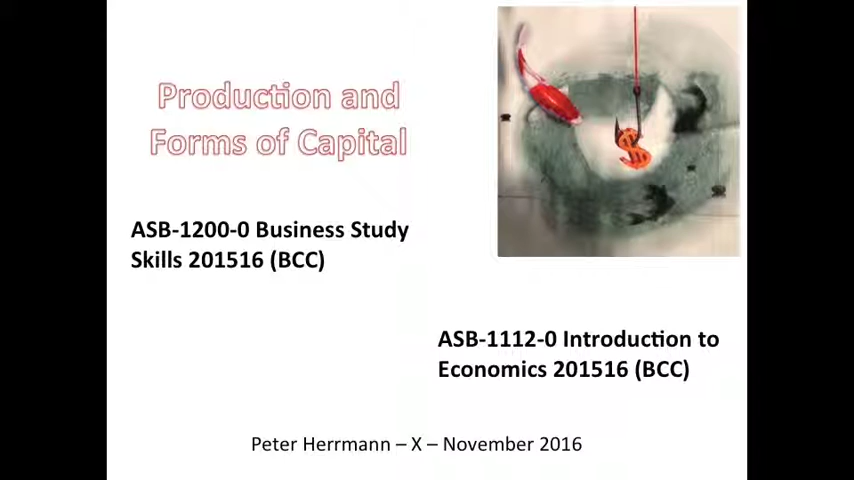 Production and
Forms of Capital
ASB-1200-0 Business Study
Skills 201516 (BCC)
ASB-1112-0 Introduction to
Economics 201516 (BCC)
Peter Herrmann – X – November 2016